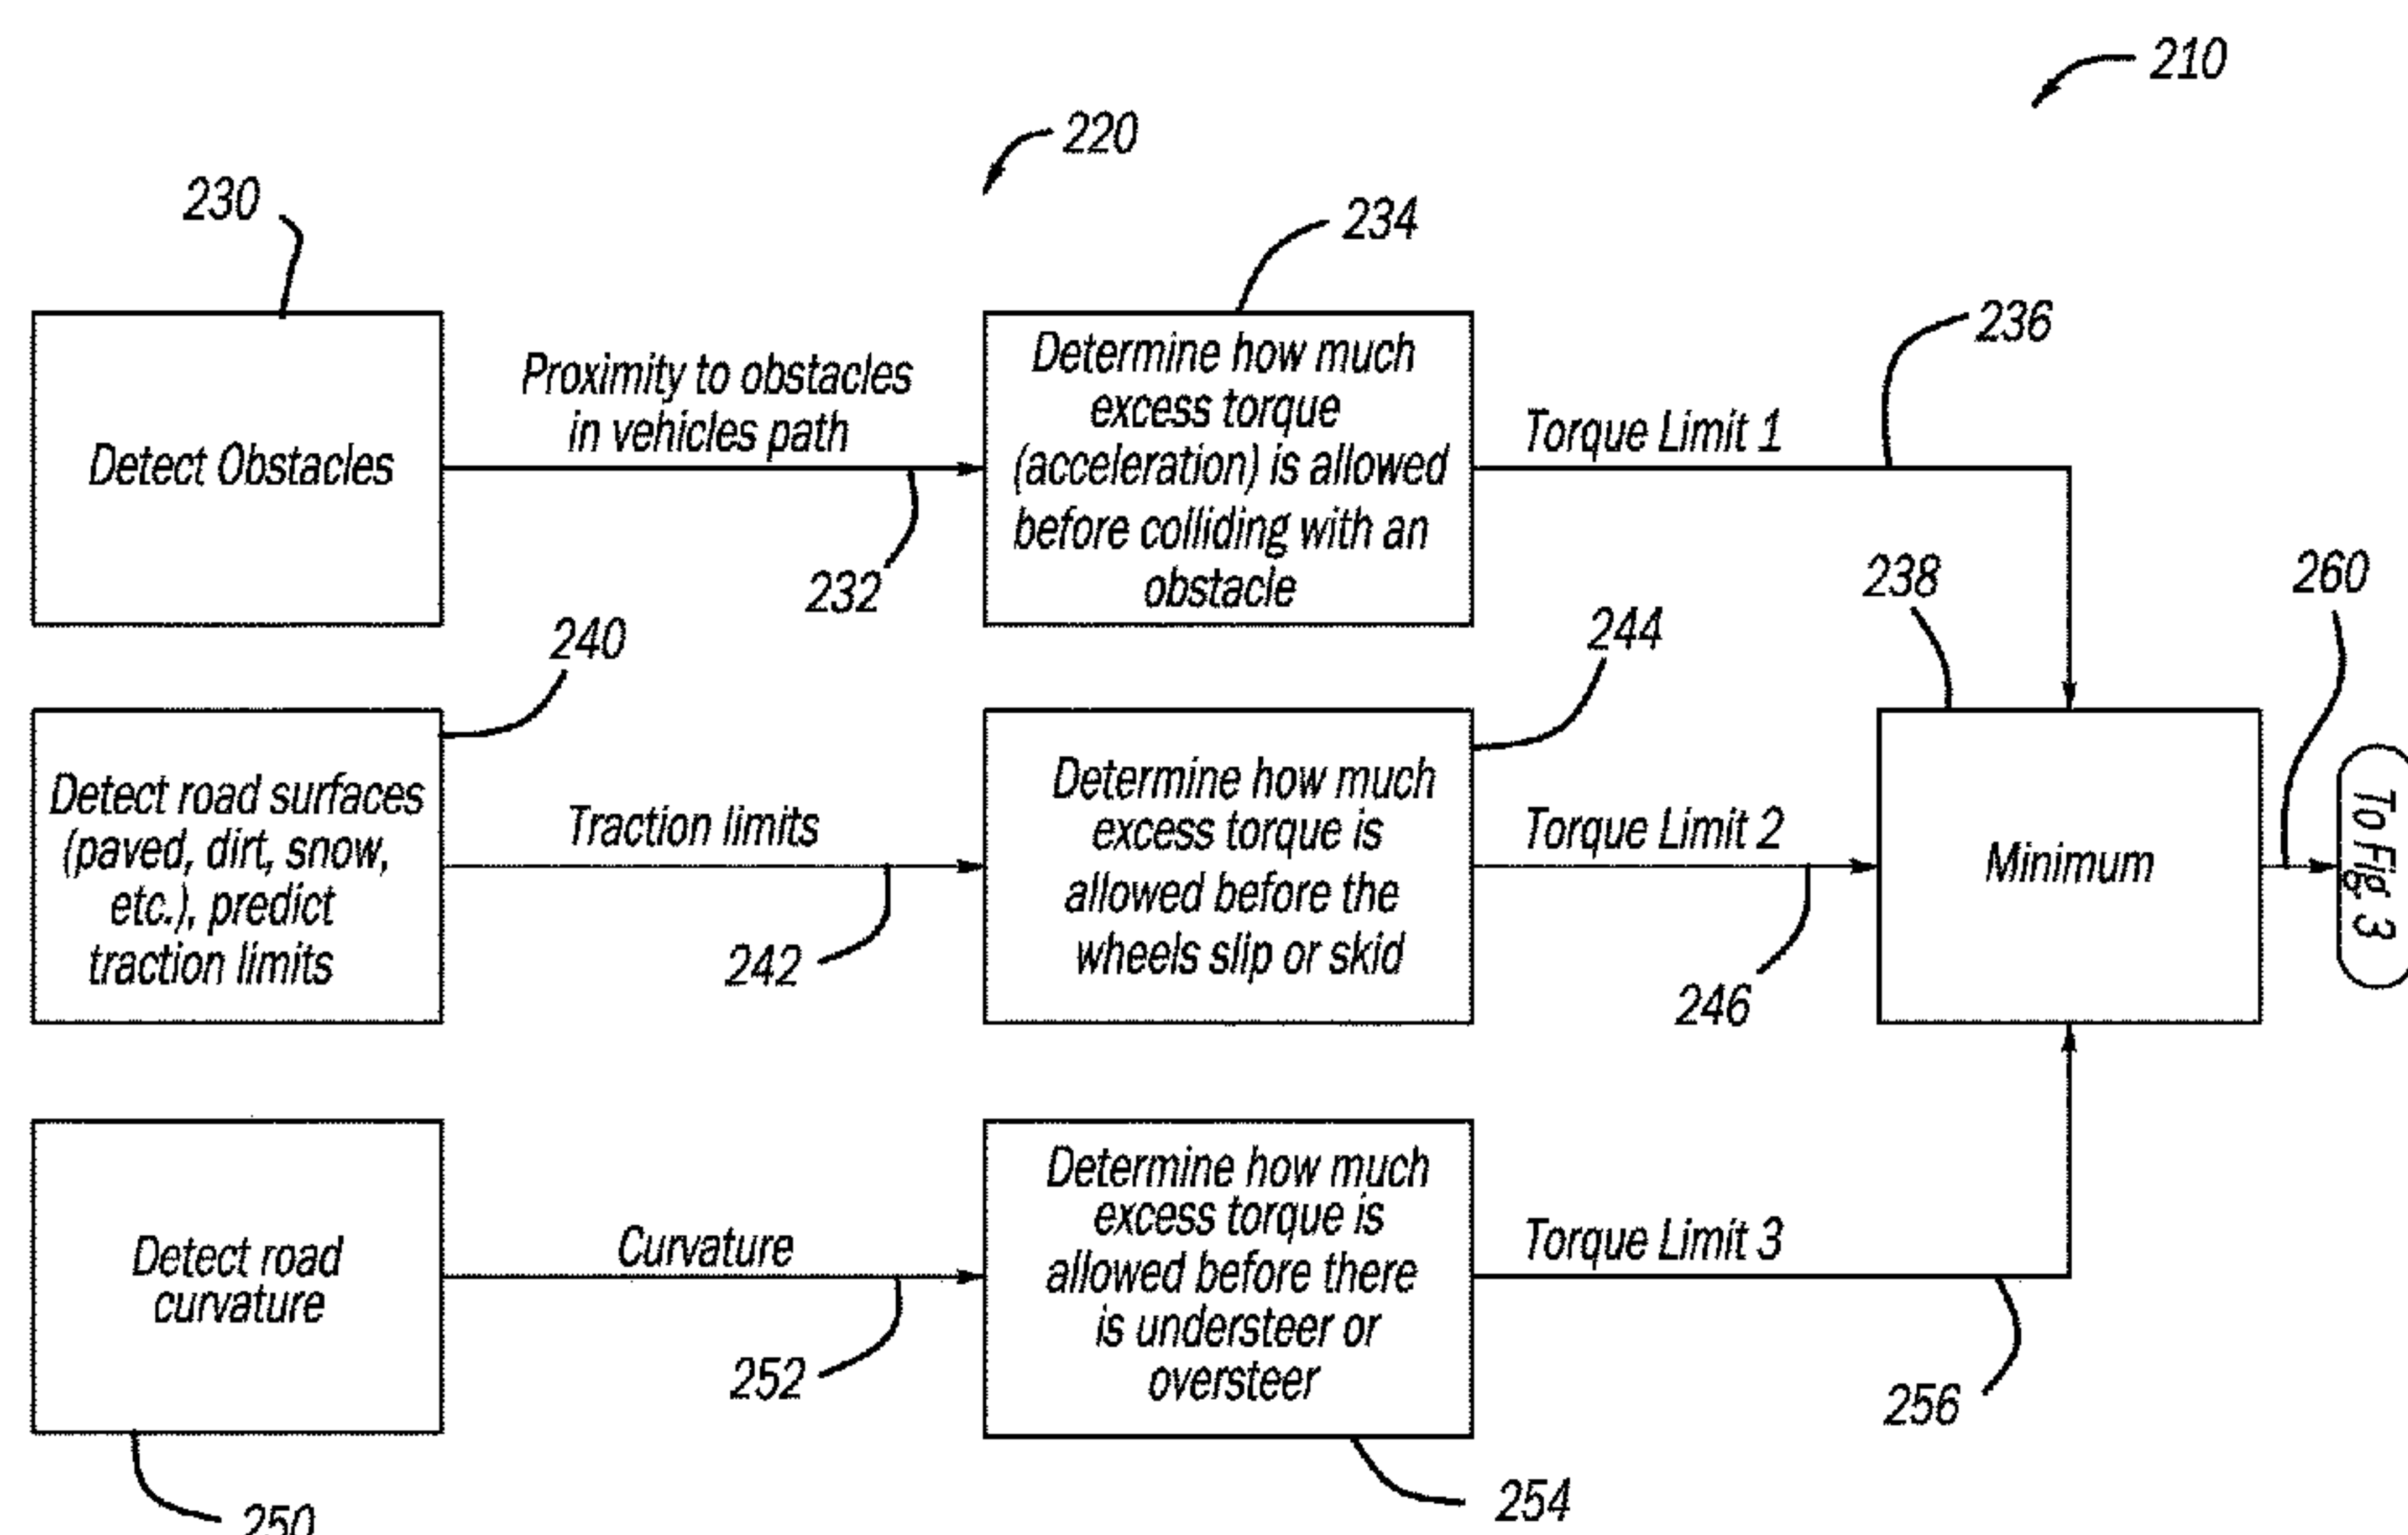 210
220
230
234
236
Detect Obstacles
Proximity to obstacles
in vehicles path
232
Determine how much
excess torque
(acceleration) is allowed
before colliding with an
obstacle
Torque Limit 1
238
260
240
244
Detect road surfaces
(paved, dirt, snow,
etc.), predict
traction limits
Traction limits
242
Determine how much
excess torque is
allowed before the
wheels slip or skid
Torque Limit 2
246
Minimum
To Fig. 3
Detect road
curvature
Curvature
252
Determine how much
excess torque is
allowed before there
is understeer or
oversteer
Torque Limit 3
256
250
254